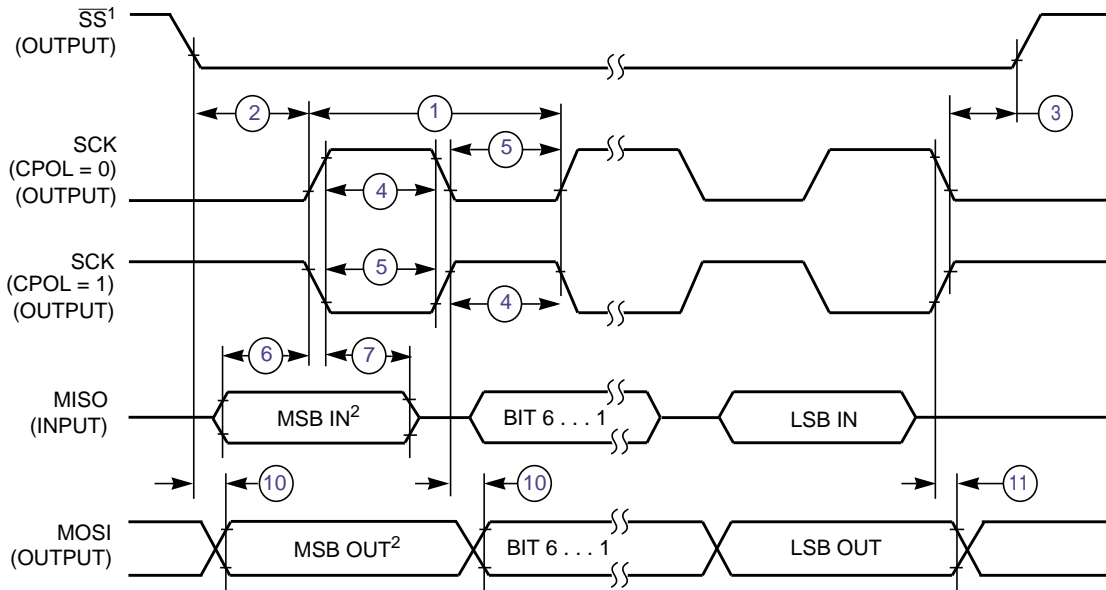 SS¹
(OUTPUT)
2
1
3
SCK
(CPOL = 0)
(OUTPUT)
5
4
SCK
(CPOL = 1)
(OUTPUT)
5
4
6
7
MISO
(INPUT)
MSB IN²
BIT 6 . . . 1
LSB IN
10
10
11
MOSI
(OUTPUT)
MSB OUT²
BIT 6 . . . 1
LSB OUT